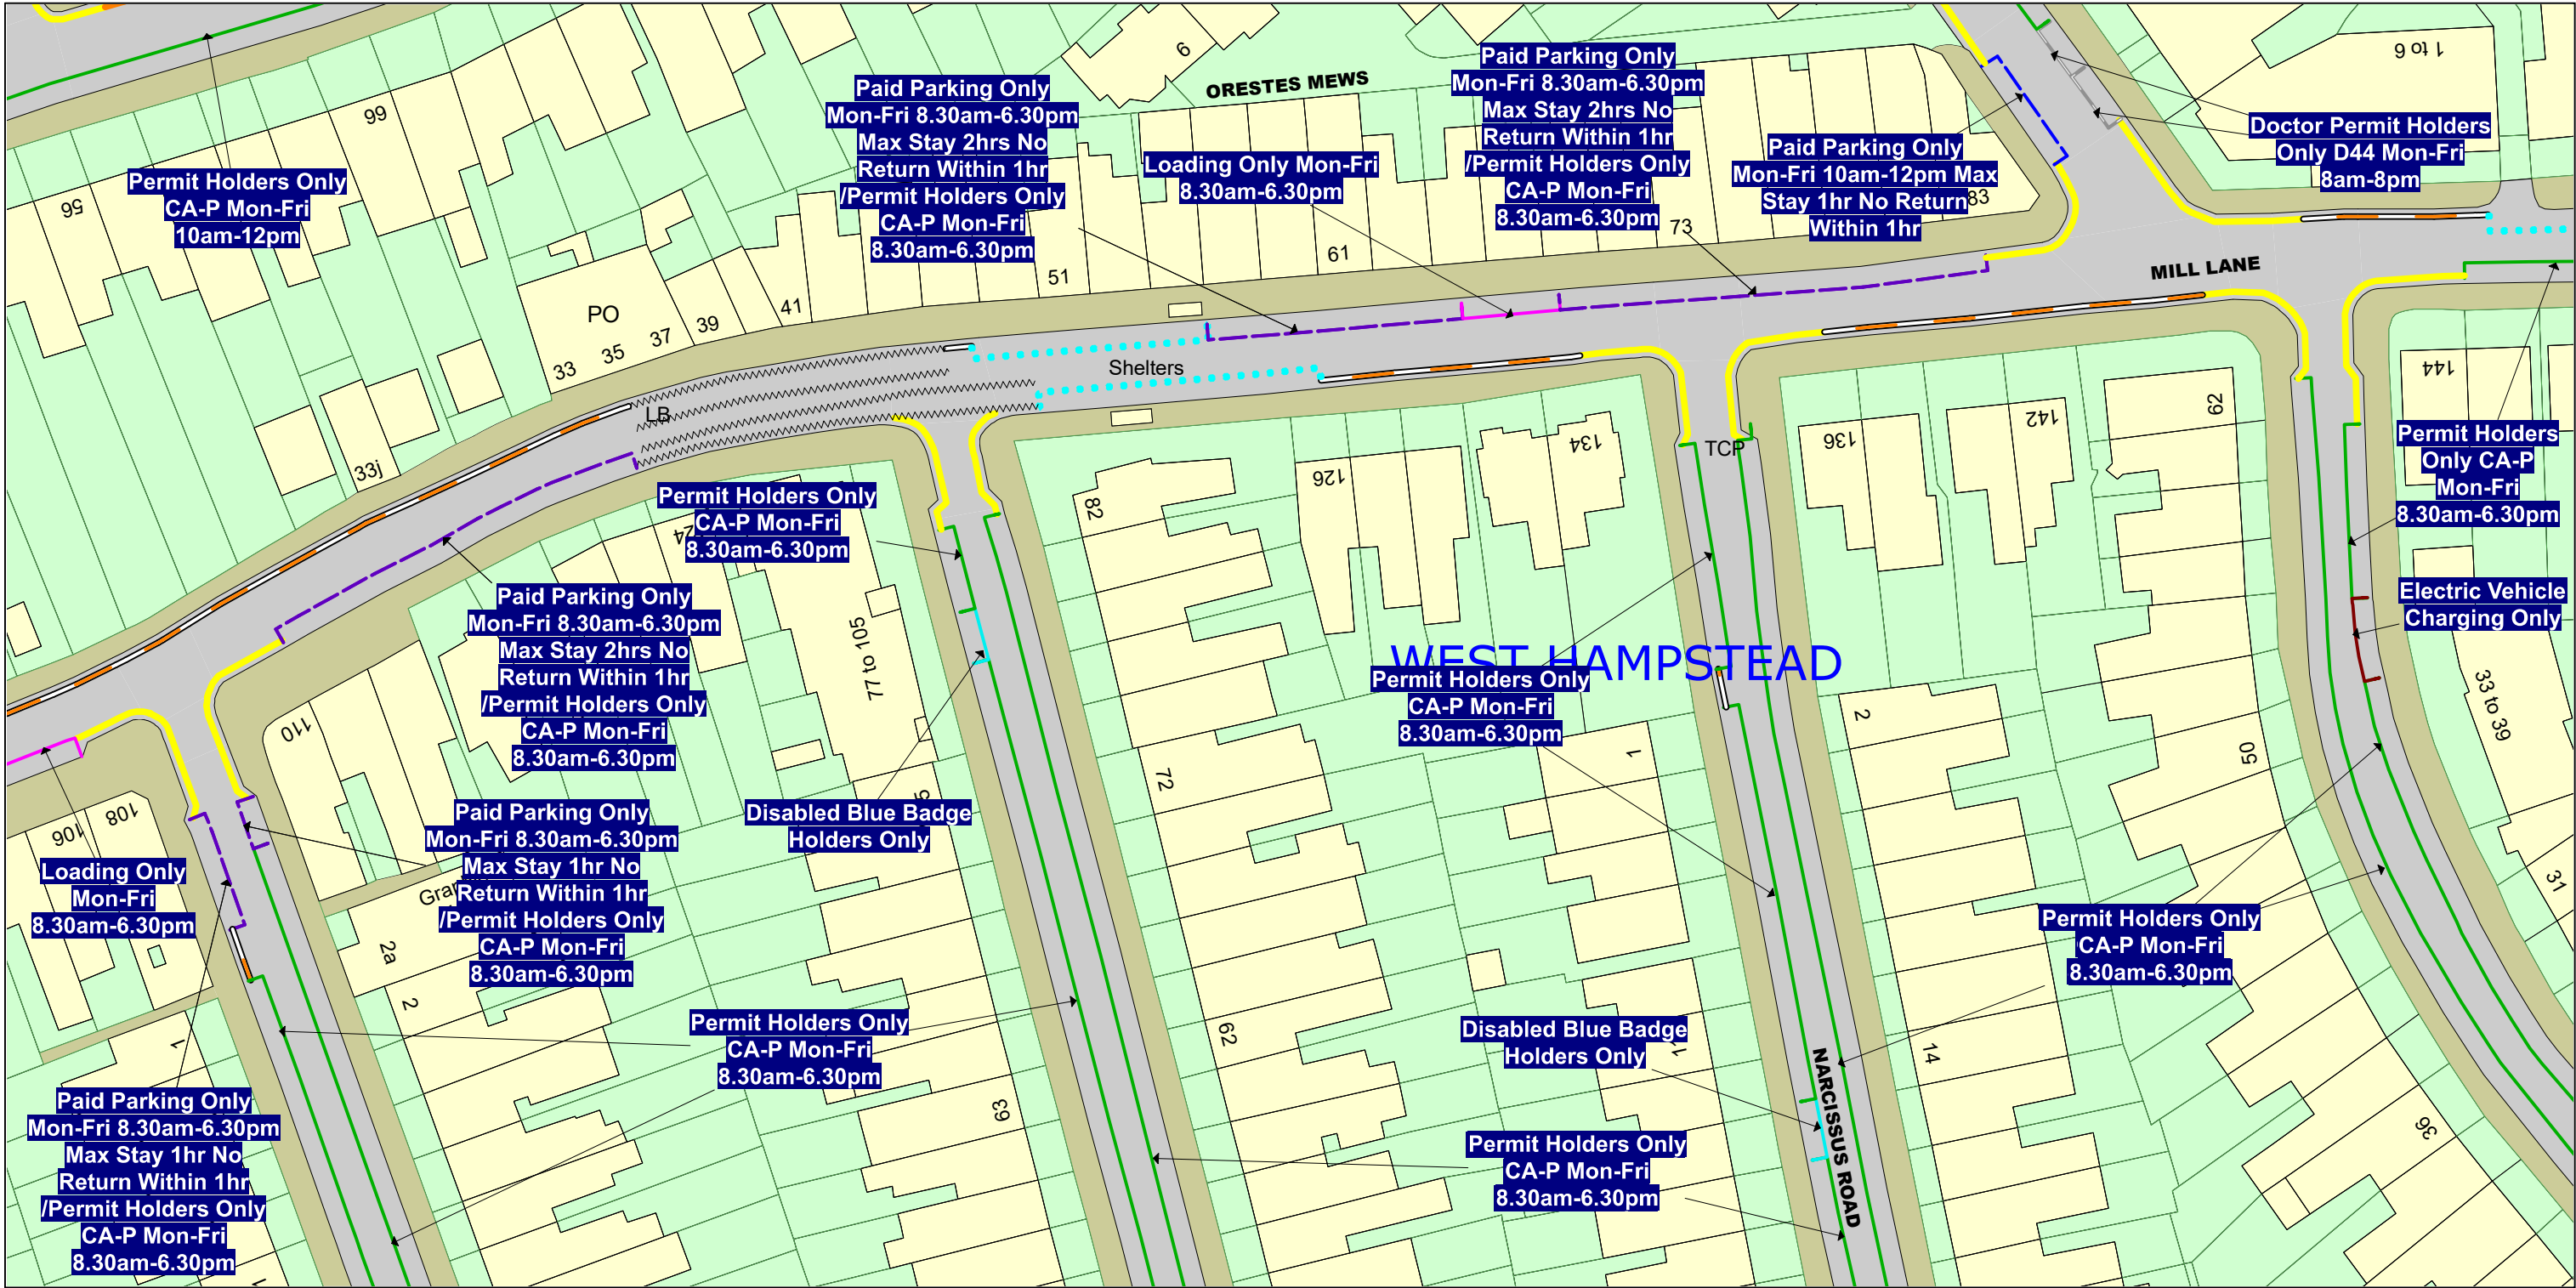 ORESTES MEWS
9
1 to 6
99
56
Permit Holders Only
CA-P Mon-Fri
10am-12pm
Paid Parking Only
Mon-Fri 8.30am-6.30pm
Max Stay 2hrs No
Return Within 1hr
/Permit Holders Only
CA-P Mon-Fri
8.30am-6.30pm
Loading Only Mon-Fri
8.30am-6.30pm
Paid Parking Only
Mon-Fri 8.30am-6.30pm
Max Stay 2hrs No
Return Within 1hr
/Permit Holders Only
CA-P Mon-Fri
8.30am-6.30pm
Paid Parking Only
Mon-Fri 10am-12pm Max
Stay 1hr No Return
Within 1hr
83
Doctor Permit Holders
Only D44 Mon-Fri
8am-8pm
73
61
51
41
39
37
35
33
PO
33j
LB
Shelters
MILL LANE
TCP
82
126
134
136
142
62
144
Permit Holders Only
CA-P Mon-Fri
8.30am-6.30pm
Permit Holders
Only CA-P
Mon-Fri
8.30am-6.30pm
Paid Parking Only
Mon-Fri 8.30am-6.30pm
Max Stay 2hrs No
Return Within 1hr
/Permit Holders Only
CA-P Mon-Fri
8.30am-6.30pm
77 to 105
Electric Vehicle
Charging Only
WEST HAMPSTEAD
Permit Holders Only
CA-P Mon-Fri
8.30am-6.30pm
33 to 39
110
72
1
2
50
31
106
108
Loading Only
Mon-Fri
8.30am-6.30pm
Paid Parking Only
Mon-Fri 8.30am-6.30pm
Max Stay 1hr No
Return Within 1hr
/Permit Holders Only
CA-P Mon-Fri
8.30am-6.30pm
Disabled Blue Badge
Holders Only
2a
2
1
Permit Holders Only
CA-P Mon-Fri
8.30am-6.30pm
Permit Holders Only
CA-P Mon-Fri
8.30am-6.30pm
62
63
14
36
Disabled Blue Badge
Holders Only
NARCISSUS ROAD
Paid Parking Only
Mon-Fri 8.30am-6.30pm
Max Stay 1hr No
Return Within 1hr
/Permit Holders Only
CA-P Mon-Fri
8.30am-6.30pm
Permit Holders Only
CA-P Mon-Fri
8.30am-6.30pm